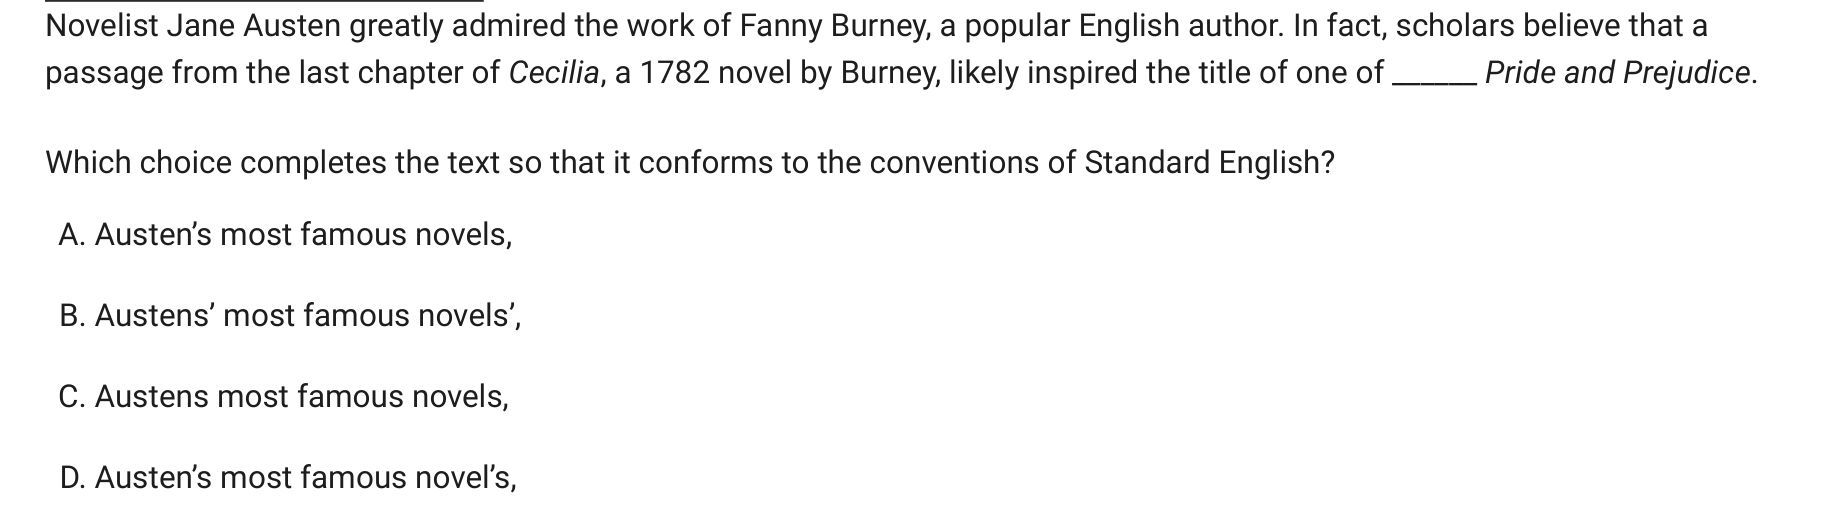 Novelist Jane Austen greatly admired the work of Fanny Burney, a popular English author. In fact, scholars believe that a
passage from the last chapter of Cecilia, a 1782 novel by Burney, likely inspired the title of one of ______ Pride and Prejudice.
Which choice completes the text so that it conforms to the conventions of Standard English?
A. Austen’s most famous novels,
B. Austens’ most famous novels’,
C. Austens most famous novels,
D. Austen’s most famous novel’s,